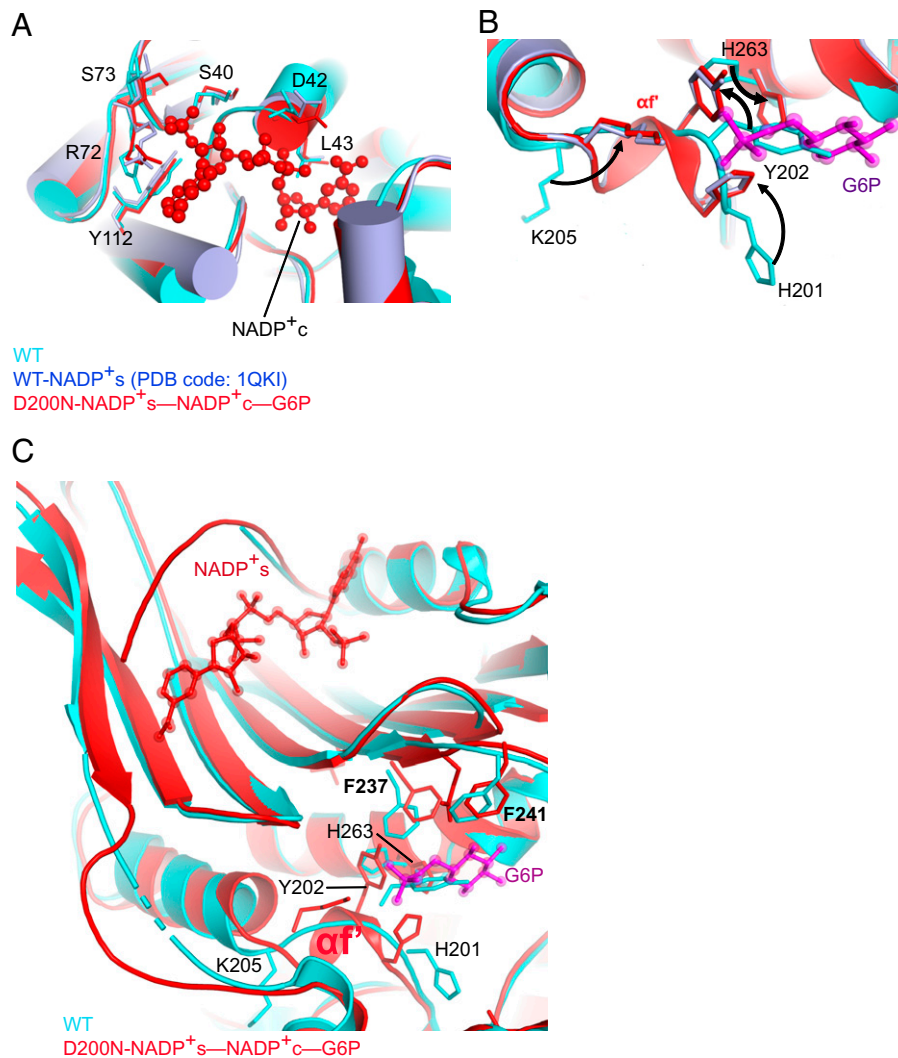 A
S73
S40
D42
R72
L43
Y112
NADP+c
WT
WT-NADP+s (PDB code: 1QKI)
D200N-NADP+s—NADP+c—G6P
B
H263
αf'
Y202
G6P
K205
H201
C
NADP+s
F237
F241
H263
G6P
Y202
αf'
H201
K205
WT
D200N-NADP+s—NADP+c—G6P